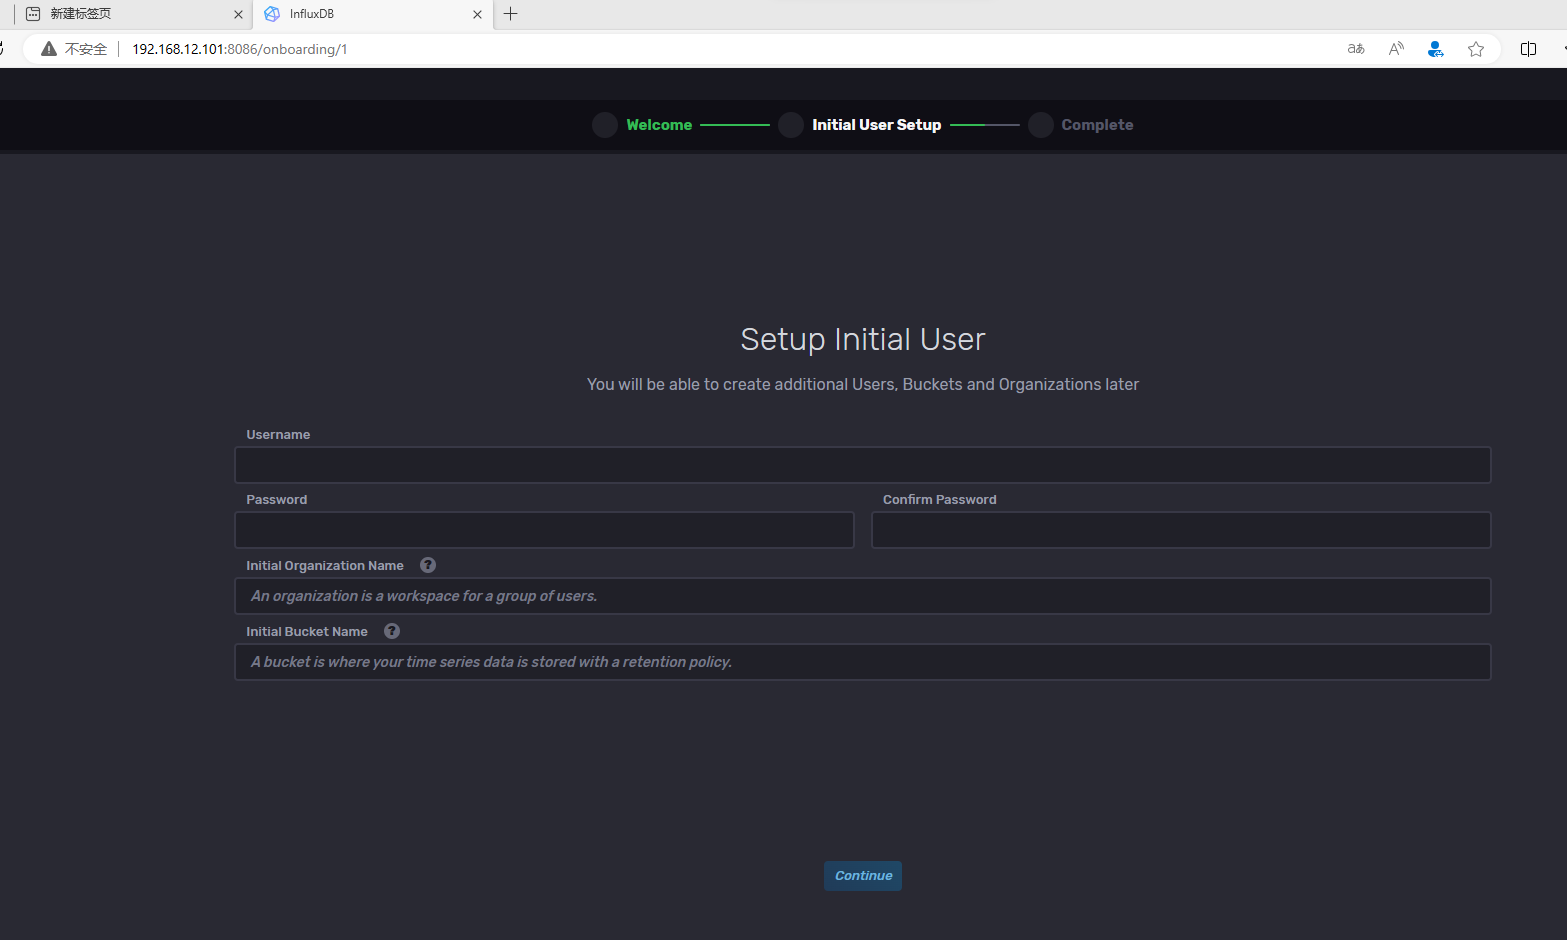 新建标签页
InfluxDB
不安全
192.168.12.101:8086/onboarding/1
Welcome
Initial User Setup
Complete
Setup Initial User
You will be able to create additional Users, Buckets and Organizations later
Username
Password
Confirm Password
Initial Organization Name ?
An organization is a workspace for a group of users.
Initial Bucket Name ?
A bucket is where your time series data is stored with a retention policy.
Continue